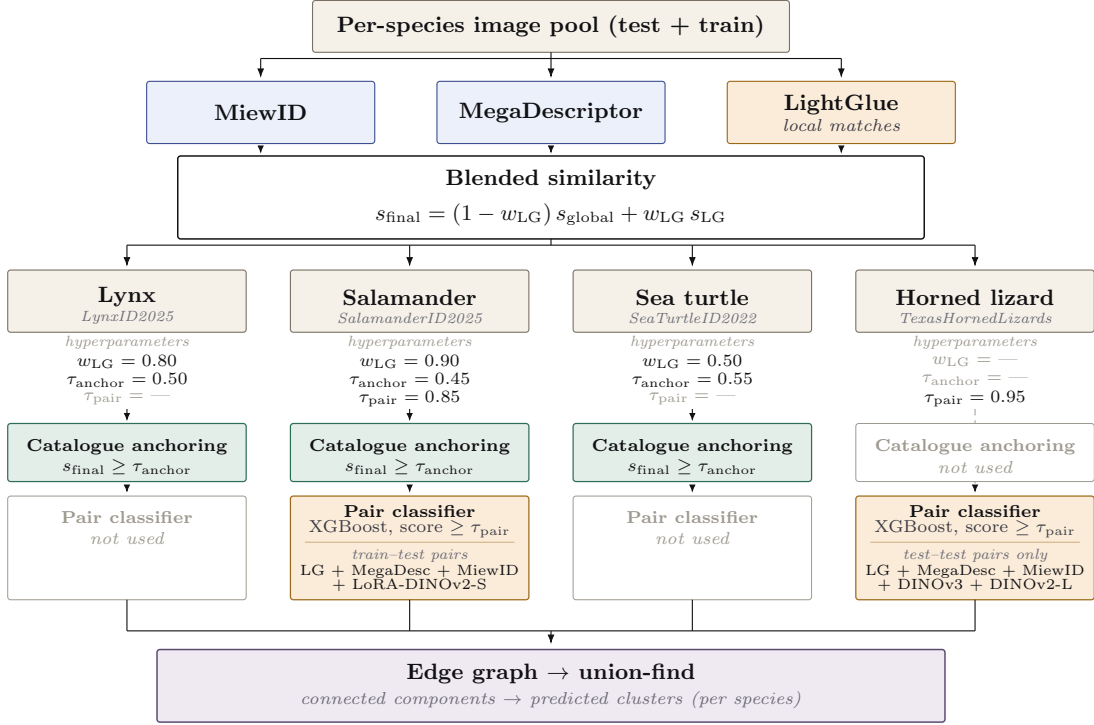 Per-species image pool (test + train)
MiewID
MegaDescriptor
LightGlue
local matches
Blended similarity
s_final = (1 − w_LG) s_global + w_LG s_LG
Lynx
LynxID2025
hyperparameters
w_LG = 0.80
τ_anchor = 0.50
τ_pair = —
Catalogue anchoring
s_final ≥ τ_anchor
Pair classifier
not used
Salamander
SalamanderID2025
hyperparameters
w_LG = 0.90
τ_anchor = 0.45
τ_pair = 0.85
Catalogue anchoring
s_final ≥ τ_anchor
Pair classifier
XGBoost, score ≥ τ_pair
train–test pairs
LG + MegaDesc + MiewID
+ LoRA-DINOv2-S
Sea turtle
SeaTurtleID2022
hyperparameters
w_LG = 0.50
τ_anchor = 0.55
τ_pair = —
Catalogue anchoring
s_final ≥ τ_anchor
Pair classifier
not used
Horned lizard
TexasHornedLizards
hyperparameters
w_LG = —
τ_anchor = —
τ_pair = 0.95
Catalogue anchoring
not used
Pair classifier
XGBoost, score ≥ τ_pair
test–test pairs only
LG + MegaDesc + MiewID
+ DINOv3 + DINOv2-L
Edge graph → union-find
connected components → predicted clusters (per species)